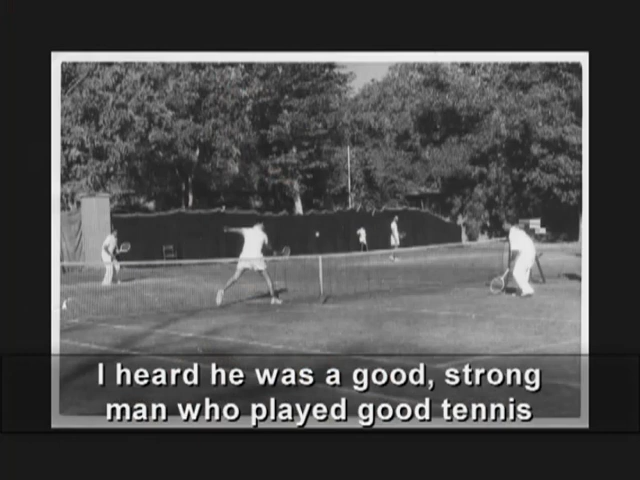 I heard he was a good, strong
man who played good tennis